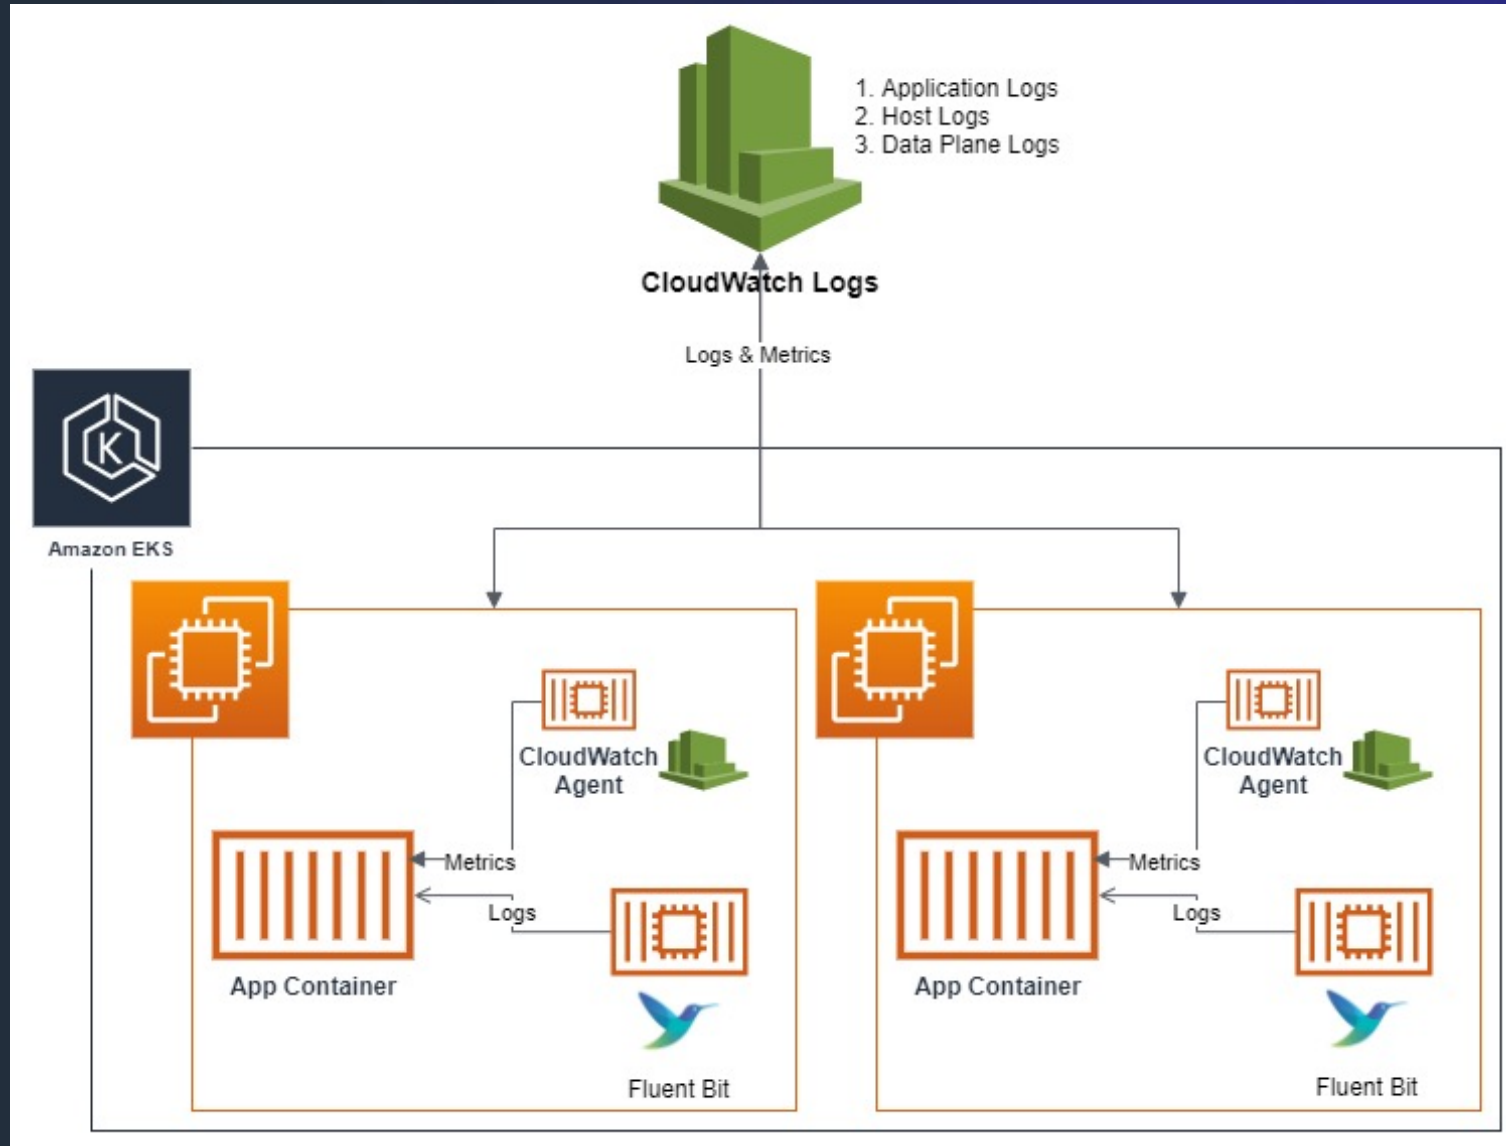 1. Application Logs
2. Host Logs
3. Data Plane Logs
CloudWatch Logs
Logs & Metrics
K
Amazon EKS
CloudWatch
Agent
Metrics
Logs
App Container
Fluent Bit
CloudWatch
Agent
Metrics
Logs
App Container
Fluent Bit